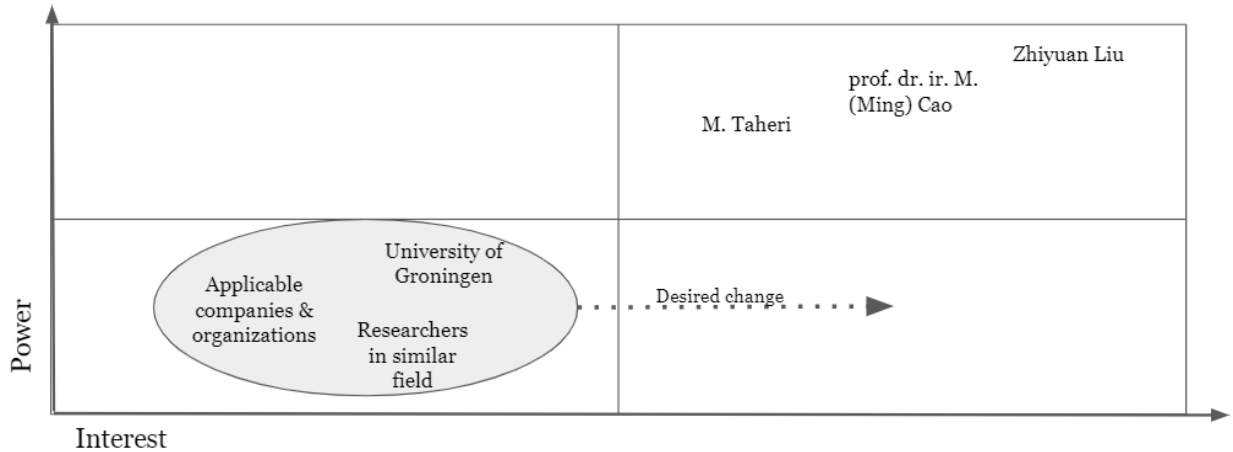 Zhiyuan Liu
prof. dr. ir. M.
(Ming) Cao
M. Taheri
University of
Groningen
Applicable
companies &
organizations
Researchers
in similar
field
Desired change
Power
Interest